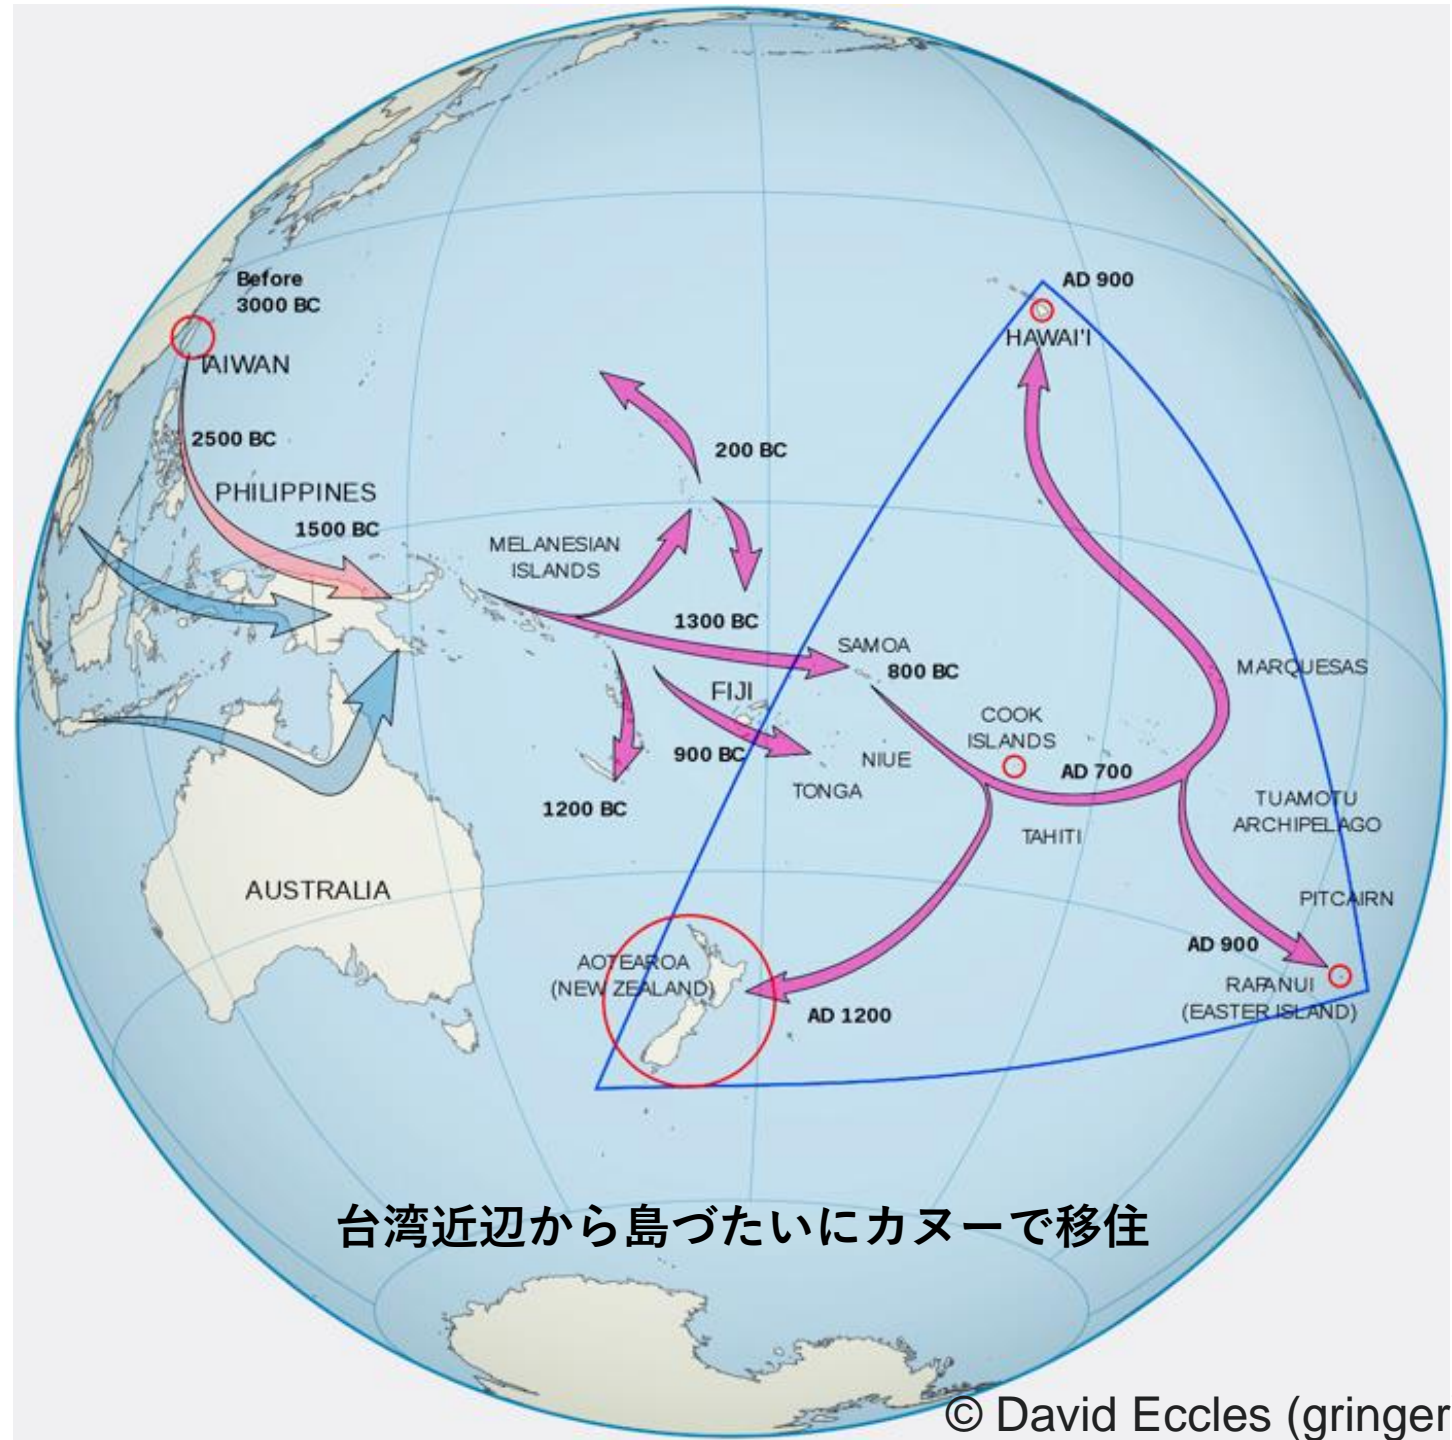 Before
3000 BC
TAIWAN
2500 BC
PHILIPPINES
1500 BC
MELANESIAN
ISLANDS
200 BC
1300 BC
AD 900
HAWAI'I
SAMOA
800 BC
FIJI
900 BC
1200 BC
TONGA
NIUE
COOK
ISLANDS
AD 700
TAHITI
MARQUESAS
TUAMOTU
ARCHIPELAGO
PITCAIRN
AD 900
RAPANUI
(EASTER ISLAND)
AUSTRALIA
AOTEAROA
(NEW ZEALAND)
AD 1200
台湾近辺から島づたいにカヌーで移住
© David Eccles (gringer